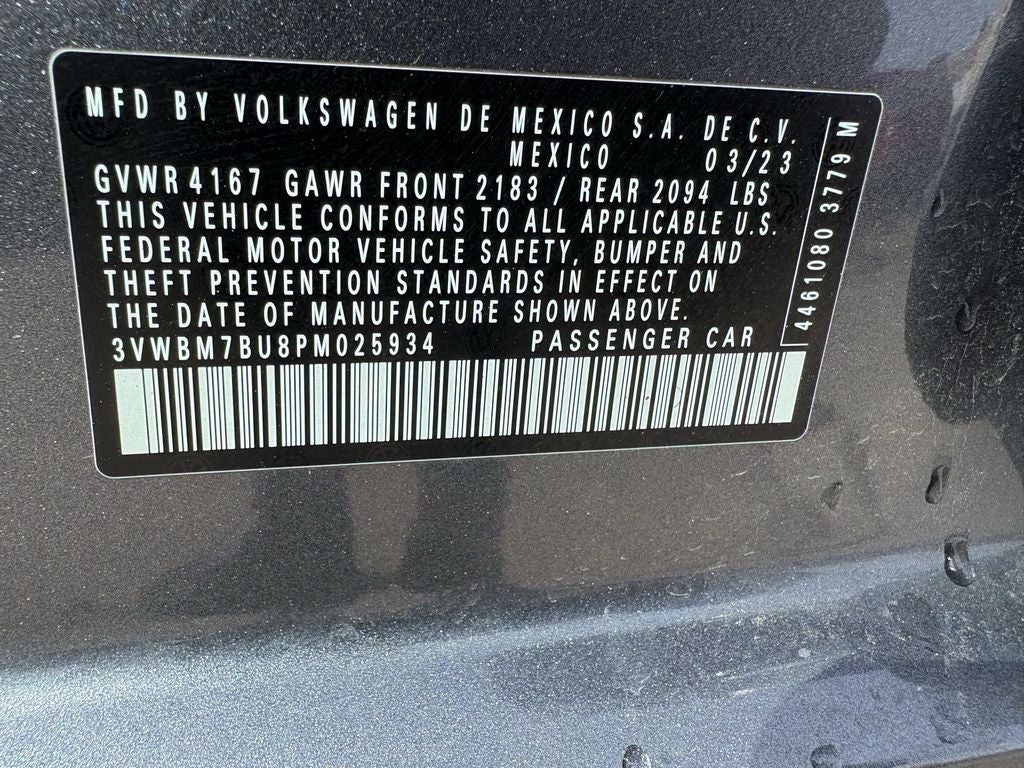 MFD BY VOLKSWAGEN DE MEXICO S.A. DE C.V.
MEXICO 03/23
GVWR 4167 GAWR FRONT 2183 / REAR 2094 LBS
THIS VEHICLE CONFORMS TO ALL APPLICABLE U.S.
FEDERAL MOTOR VEHICLE SAFETY, BUMPER AND
THEFT PREVENTION STANDARDS IN EFFECT ON
THE DATE OF MANUFACTURE SHOWN ABOVE.
3VWBM7BU8PM025934 PASSENGER CAR
4461080 3779 M